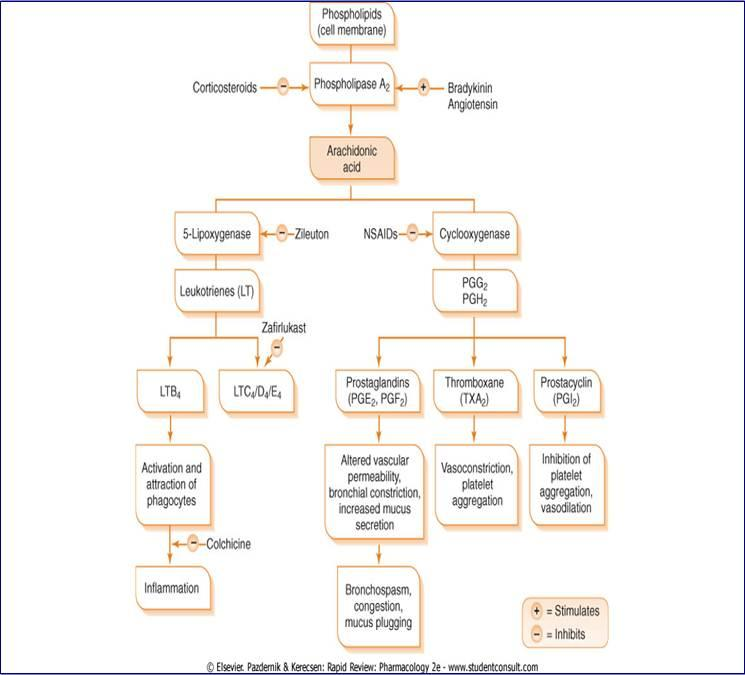 Phospholipids
(cell membrane)
Corticosteroids
−
Phospholipase A₂
+
Bradykinin
Angiotensin
Arachidonic
acid
5-Lipoxygenase
−
Zileuton
NSAIDs
−
Cyclooxygenase
Leukotrienes (LT)
PGG₂
PGH₂
Zafirlukast
−
LTB₄
LTC₄/D₄/E₄
Prostaglandins
(PGE₂, PGF₂)
Thromboxane
(TXA₂)
Prostacyclin
(PGI₂)
Activation and
attraction of
phagocytes
Altered vascular
permeability,
bronchial constriction,
increased mucus
secretion
Vasoconstriction,
platelet
aggregation
Inhibition of
platelet
aggregation,
vasodilation
−
Colchicine
Inflammation
Bronchospasm,
congestion,
mucus plugging
+ = Stimulates
− = Inhibits
© Elsevier. Pazdernik & Kerecsen: Rapid Review: Pharmacology 2e - www.studentconsult.com